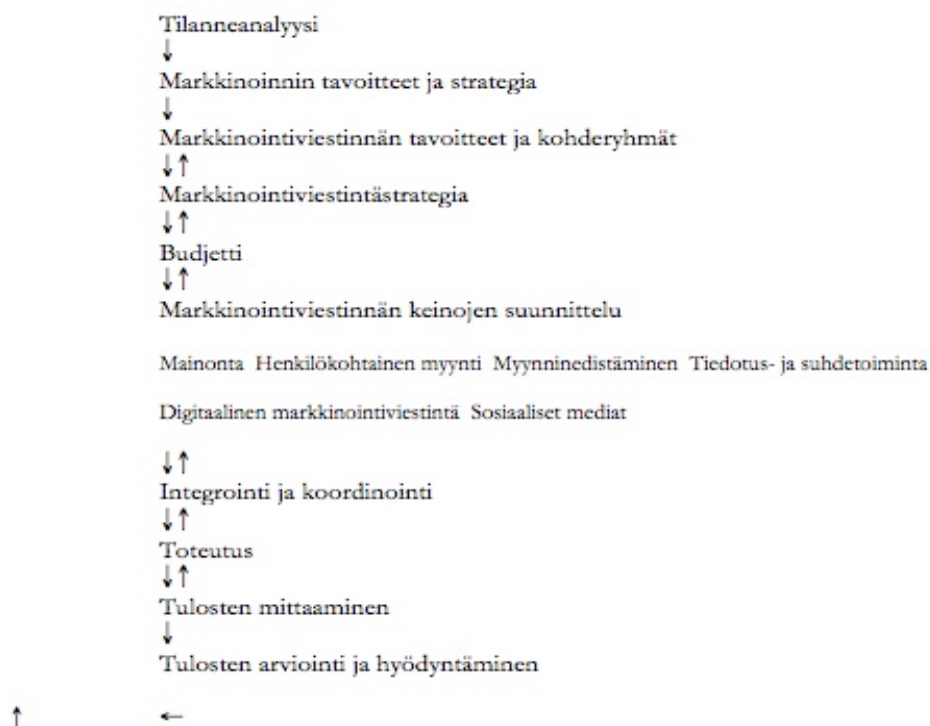 Tilanneanalyysi
↓
Markkinoinnin tavoitteet ja strategia
↓
Markkinointiviestinnän tavoitteet ja kohderyhmät
↓↑
Markkinointiviestintästrategia
↓↑
Budjetti
↓↑
Markkinointiviestinnän keinojen suunnittelu
Mainonta Henkilökohtainen myynti Myynninedistäminen Tiedotus- ja suhdetoiminta
Digitaalinen markkinointiviestintä Sosiaaliset mediat
↓↑
Integrointi ja koordinointi
↓↑
Toteutus
↓↑
Tulosten mittaaminen
↓
Tulosten arviointi ja hyödyntäminen
↑ ←